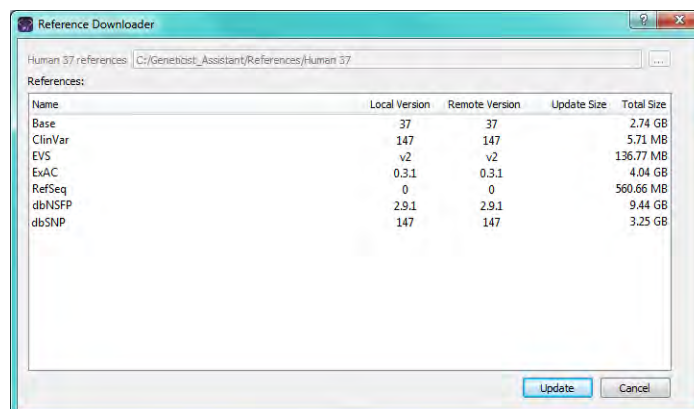 Reference Downloader
Human 37 references C:/Geneticist_Assistant/References/Human 37 ...
References:
Name Local Version Remote Version Update Size Total Size
Base 37 37 2.74 GB
ClinVar 147 147 5.71 MB
EVS v2 v2 136.77 MB
ExAC 0.3.1 0.3.1 4.04 GB
RefSeq 0 0 560.66 MB
dbNSFP 2.9.1 2.9.1 9.44 GB
dbSNP 147 147 3.25 GB
Update Cancel